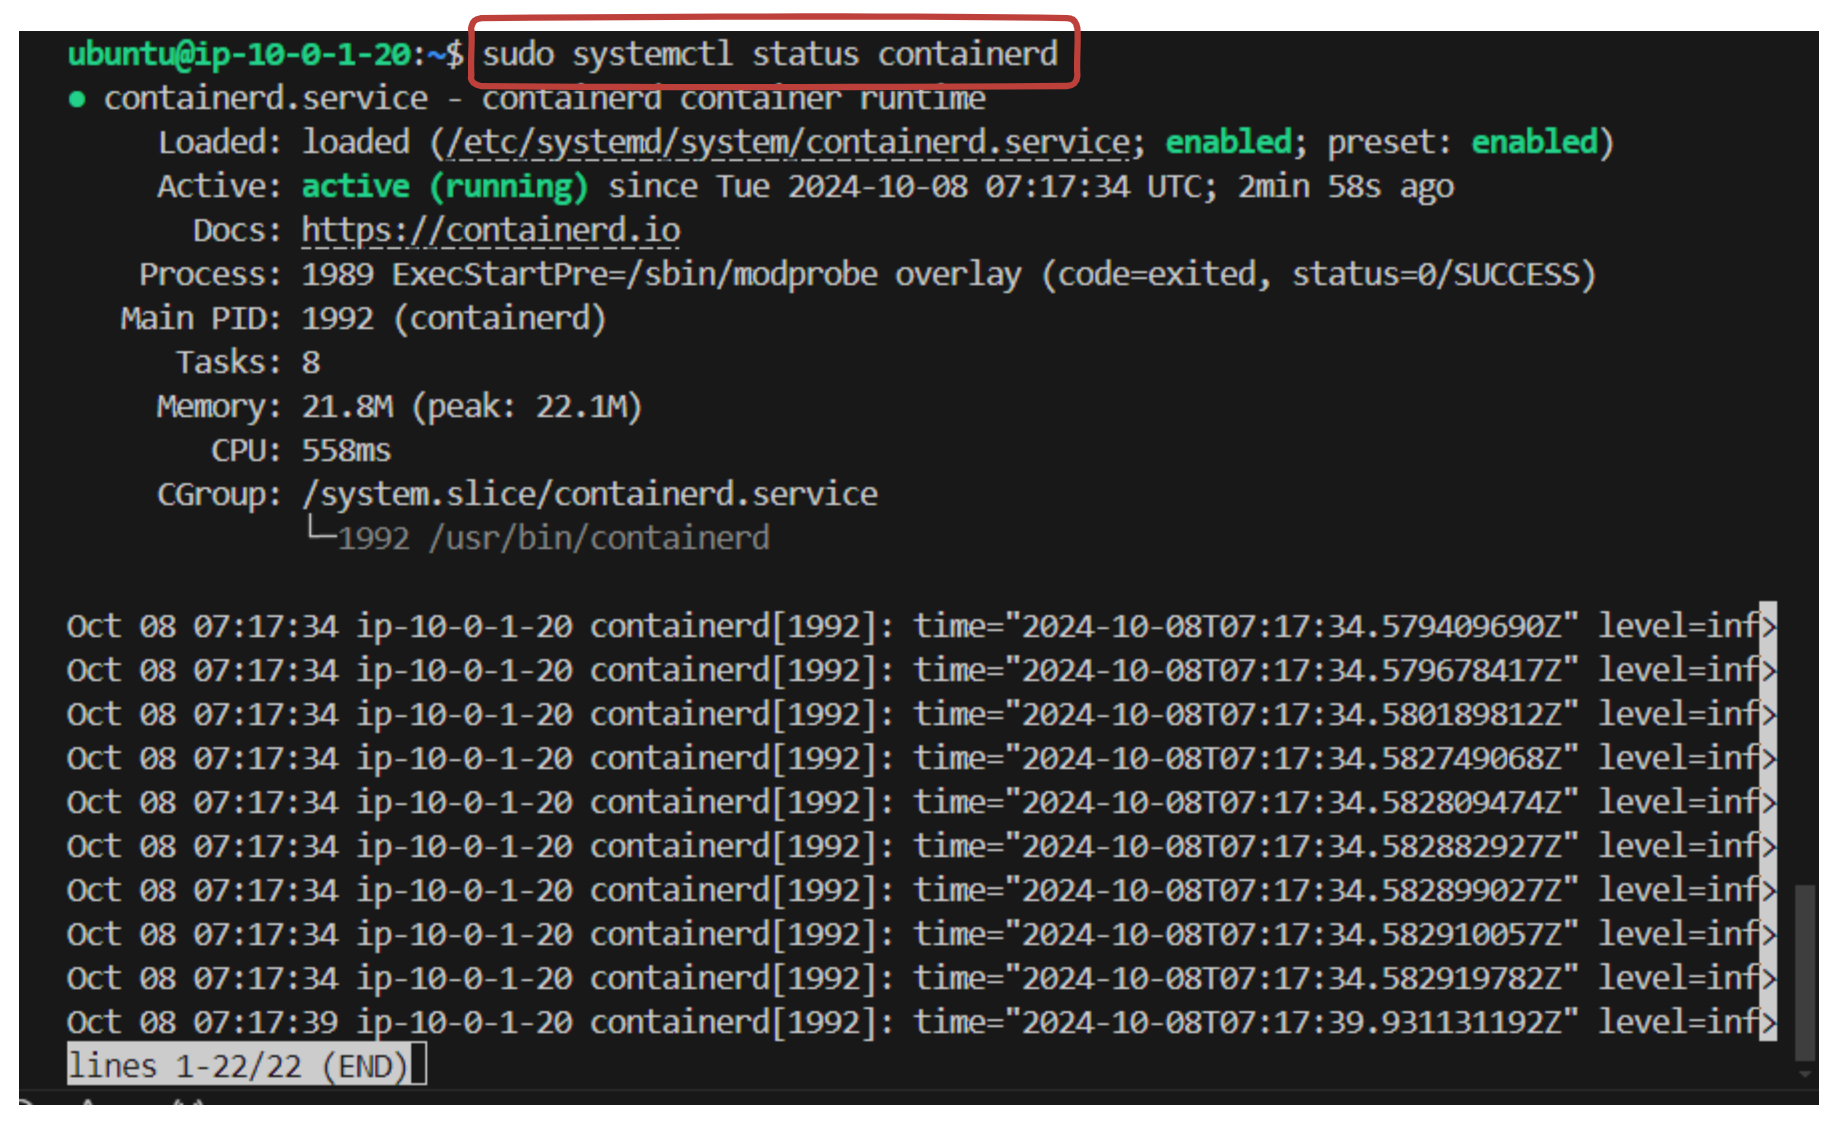 ubuntu@ip-10-0-1-20:~$ sudo systemctl status containerd
● containerd.service - containerd container runtime
     Loaded: loaded (/etc/systemd/system/containerd.service; enabled; preset: enabled)
     Active: active (running) since Tue 2024-10-08 07:17:34 UTC; 2min 58s ago
       Docs: https://containerd.io
    Process: 1989 ExecStartPre=/sbin/modprobe overlay (code=exited, status=0/SUCCESS)
   Main PID: 1992 (containerd)
      Tasks: 8
     Memory: 21.8M (peak: 22.1M)
        CPU: 558ms
     CGroup: /system.slice/containerd.service
             └─1992 /usr/bin/containerd
Oct 08 07:17:34 ip-10-0-1-20 containerd[1992]: time="2024-10-08T07:17:34.579409690Z" level=inf>
Oct 08 07:17:34 ip-10-0-1-20 containerd[1992]: time="2024-10-08T07:17:34.579678417Z" level=inf>
Oct 08 07:17:34 ip-10-0-1-20 containerd[1992]: time="2024-10-08T07:17:34.580189812Z" level=inf>
Oct 08 07:17:34 ip-10-0-1-20 containerd[1992]: time="2024-10-08T07:17:34.582749068Z" level=inf>
Oct 08 07:17:34 ip-10-0-1-20 containerd[1992]: time="2024-10-08T07:17:34.582809474Z" level=inf>
Oct 08 07:17:34 ip-10-0-1-20 containerd[1992]: time="2024-10-08T07:17:34.582882927Z" level=inf>
Oct 08 07:17:34 ip-10-0-1-20 containerd[1992]: time="2024-10-08T07:17:34.582899027Z" level=inf>
Oct 08 07:17:34 ip-10-0-1-20 containerd[1992]: time="2024-10-08T07:17:34.582910057Z" level=inf>
Oct 08 07:17:34 ip-10-0-1-20 containerd[1992]: time="2024-10-08T07:17:34.582919782Z" level=inf>
Oct 08 07:17:39 ip-10-0-1-20 containerd[1992]: time="2024-10-08T07:17:39.931131192Z" level=inf>
lines 1-22/22 (END)